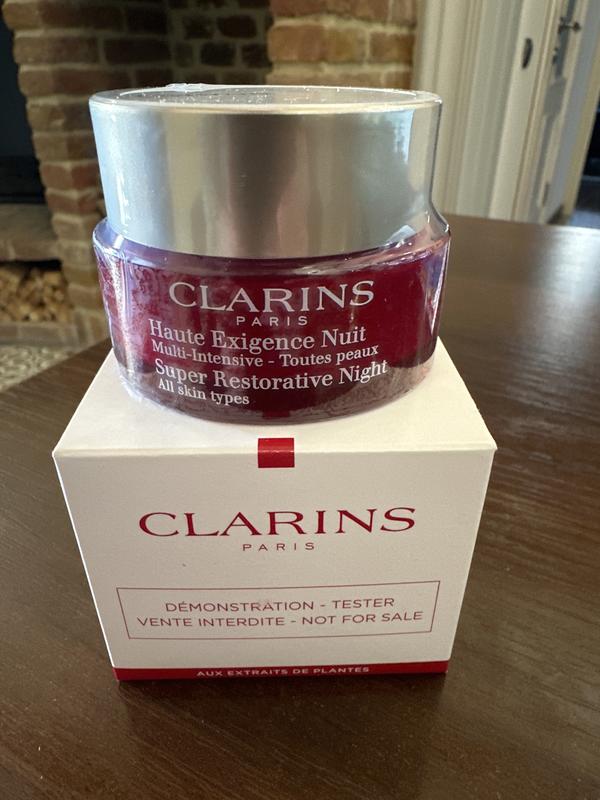 CLARINS
PARIS
Haute Exigence Nuit
Multi-Intensive - Toutes peaux
Super Restorative Night
All skin types
CLARINS
PARIS
DÉMONSTRATION - TESTER
VENTE INTERDITE - NOT FOR SALE
AUX EXTRAITS DE PLANTES